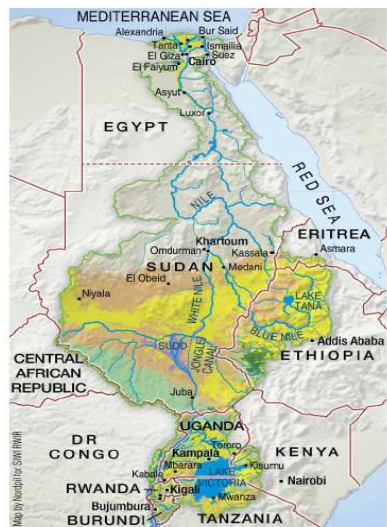 MEDITERRANEAN SEA
Alexandria
Bur Said
Tanta
Ismailia
El Giza
Suez
El Faiyum
Cairo
Asyut
Luxor
EGYPT
RED SEA
NILE
ERITREA
Khartoum
Omdurman
Kassala
Asmara
SUDAN
Medani
El Obeid
Niyala
WHITE NILE
LAKE
TANA
BLUE NILE
Addis Ababa
SUDD
JONGLEI
CANAL
ETHIOPIA
CENTRAL
AFRICAN
REPUBLIC
Juba
UGANDA
DR
CONGO
Tororo
KENYA
Kampala
Mbarara
Kisumu
Kabale
LAKE
VICTORIA
Nairobi
RWANDA
Kigali
Mwanza
Bujumbura
BURUNDI
TANZANIA
Map by Nordpil for SIWI RWIR